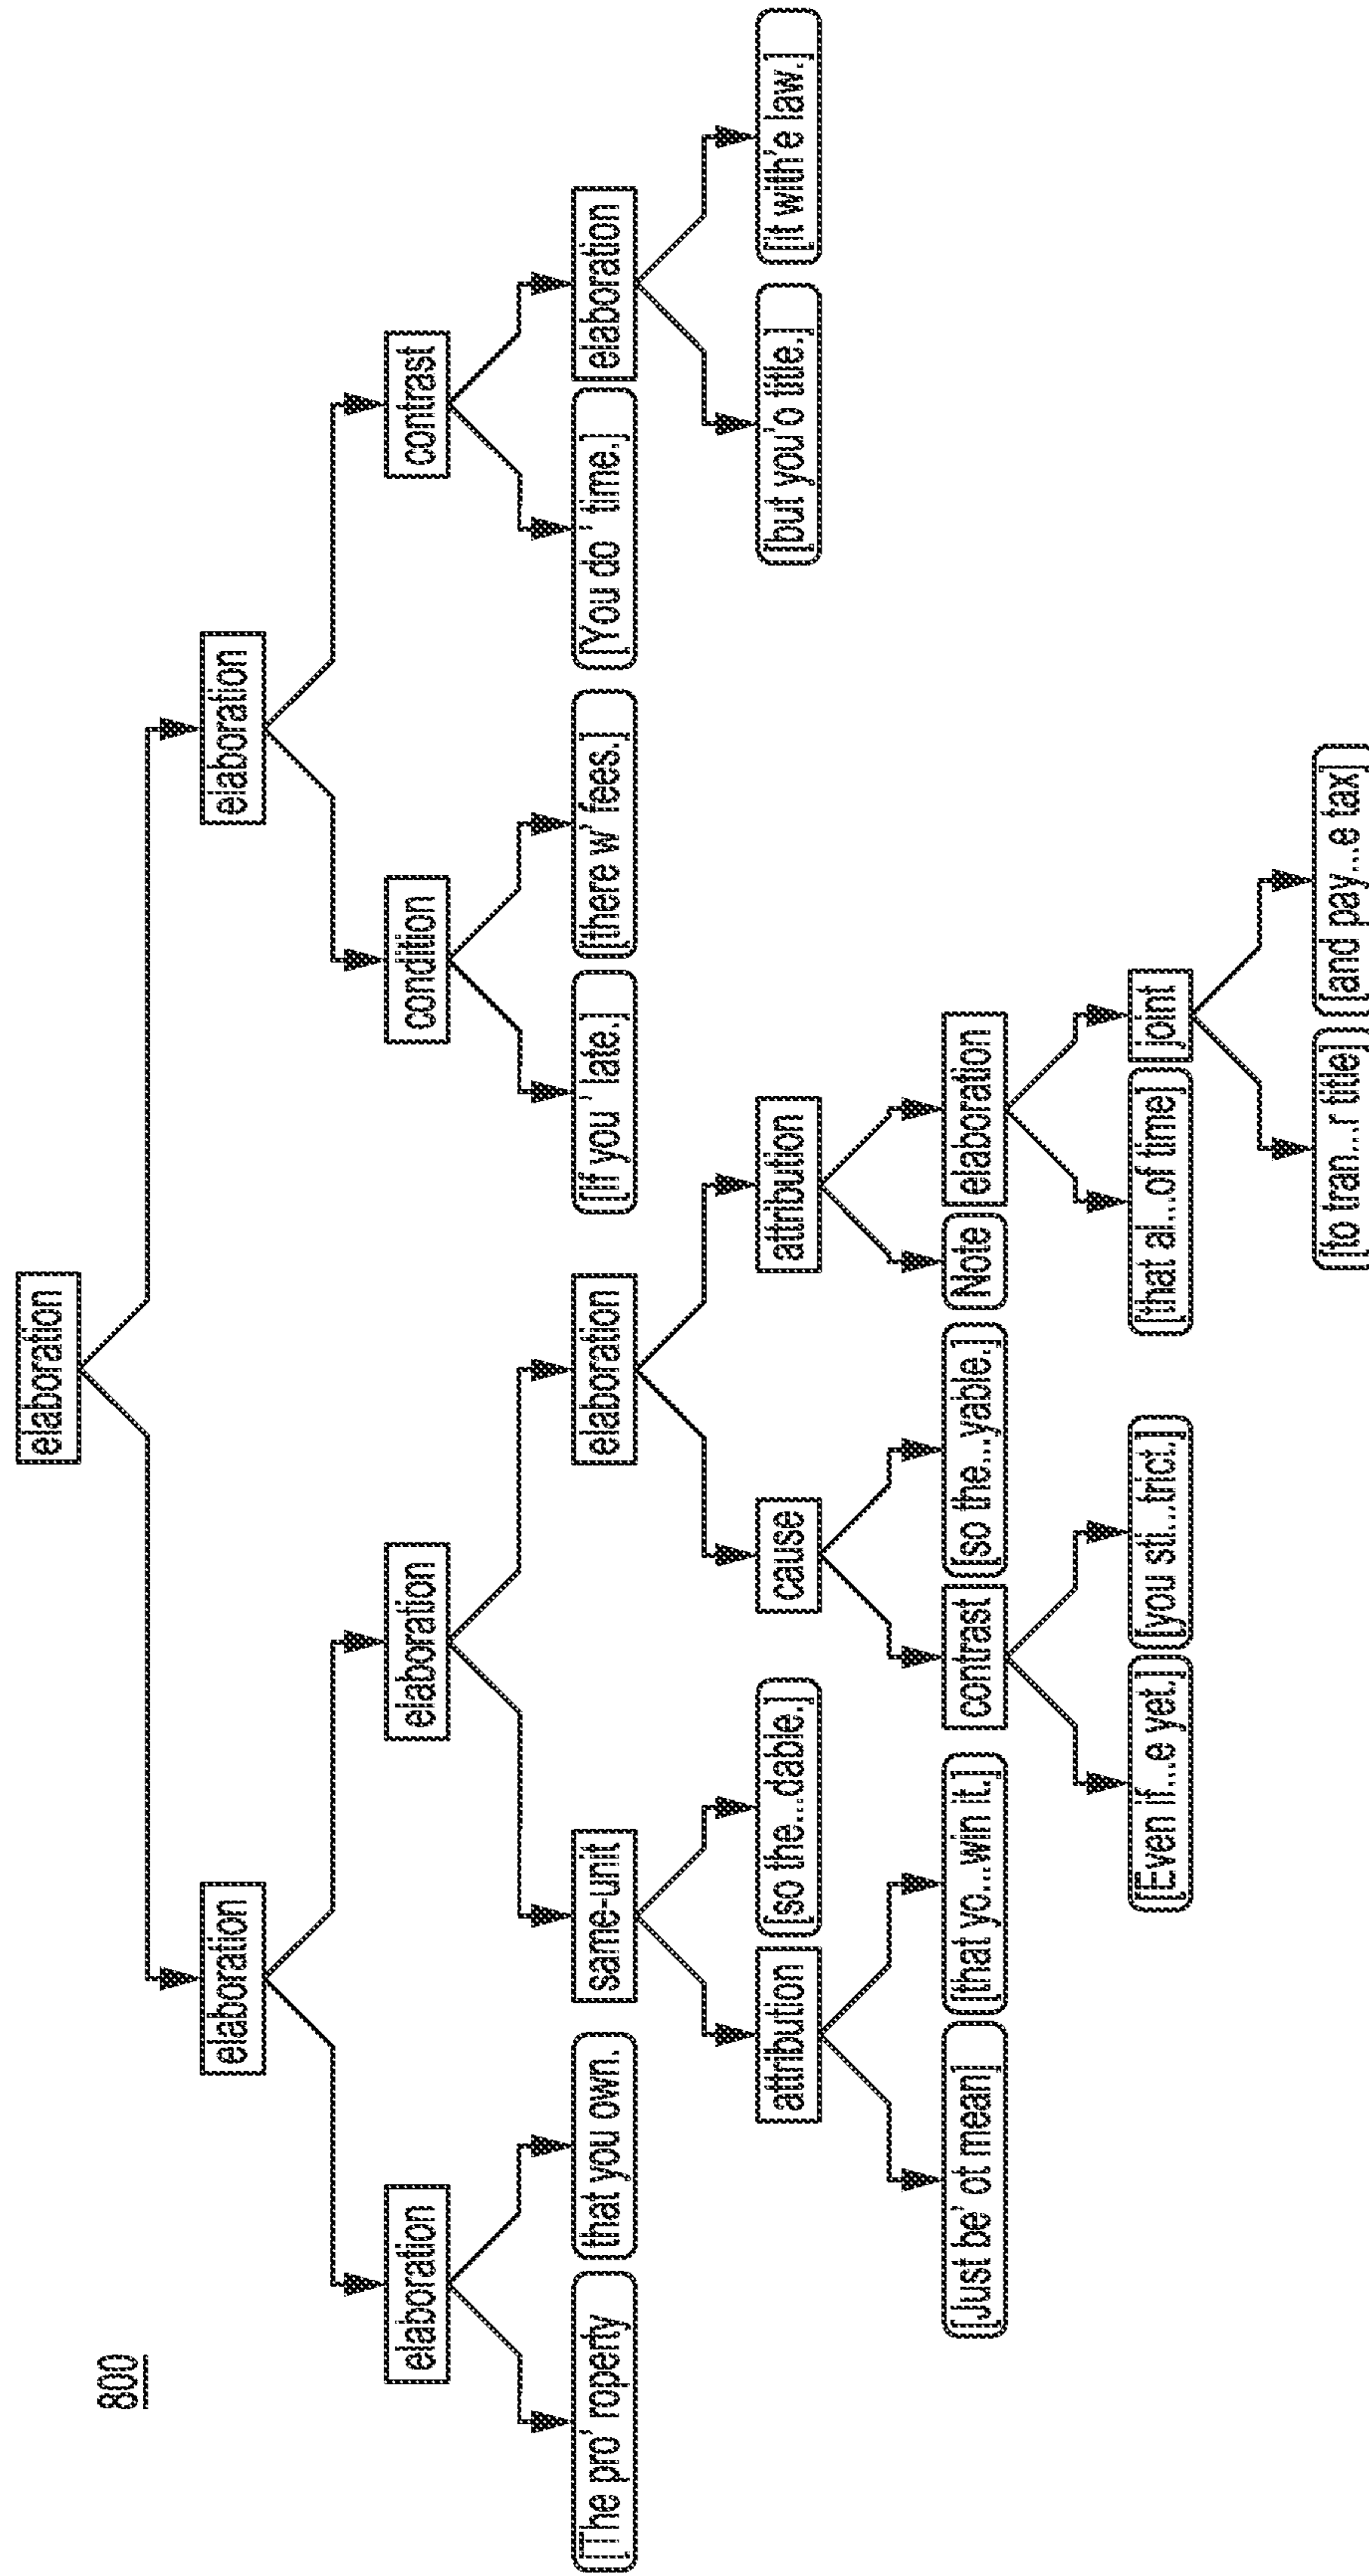 800
elaboration
elaboration
elaboration
elaboration
elaboration
condition
contrast
[The pro' roperty
that you own.
same-unit
elaboration
[If you ' late.]
[there w' fees.]
[You do ' time.]
elaboration
attribution
[so the...dable.]
cause
attribution
[but you'o title.]
[it with'e law.]
[Just be' ot mean]
[that yo...win it.]
contrast
[so the...yable.]
Note
elaboration
[Even if...e yet.]
[you sti...trict.]
[that al...of time]
joint
[to tran...r title]
[and pay...e tax]